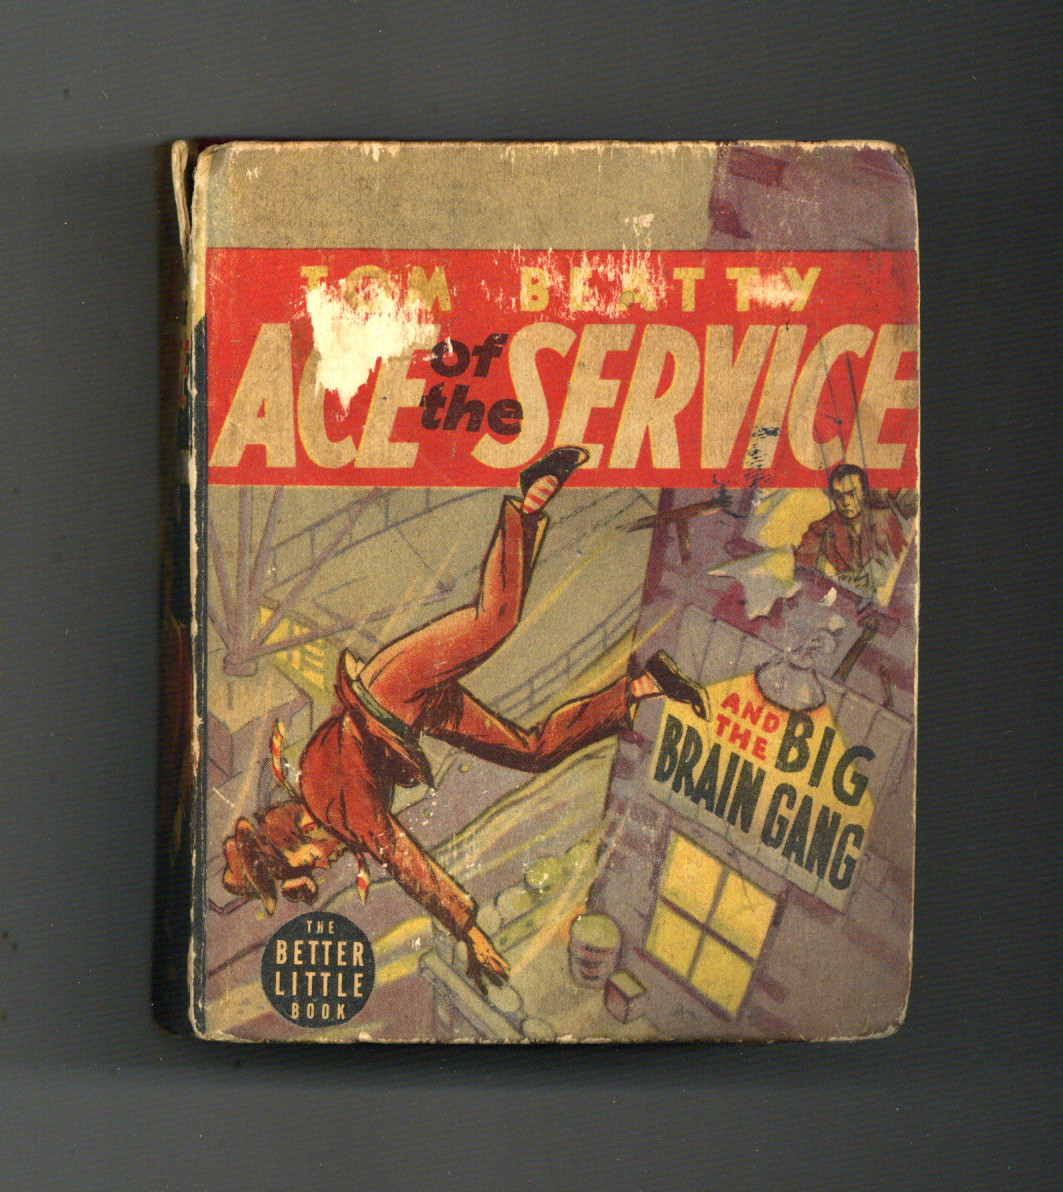 TOM BEATTY
ACE of the SERVICE
AND THE BIG
BRAIN GANG
THE
BETTER
LITTLE
BOOK